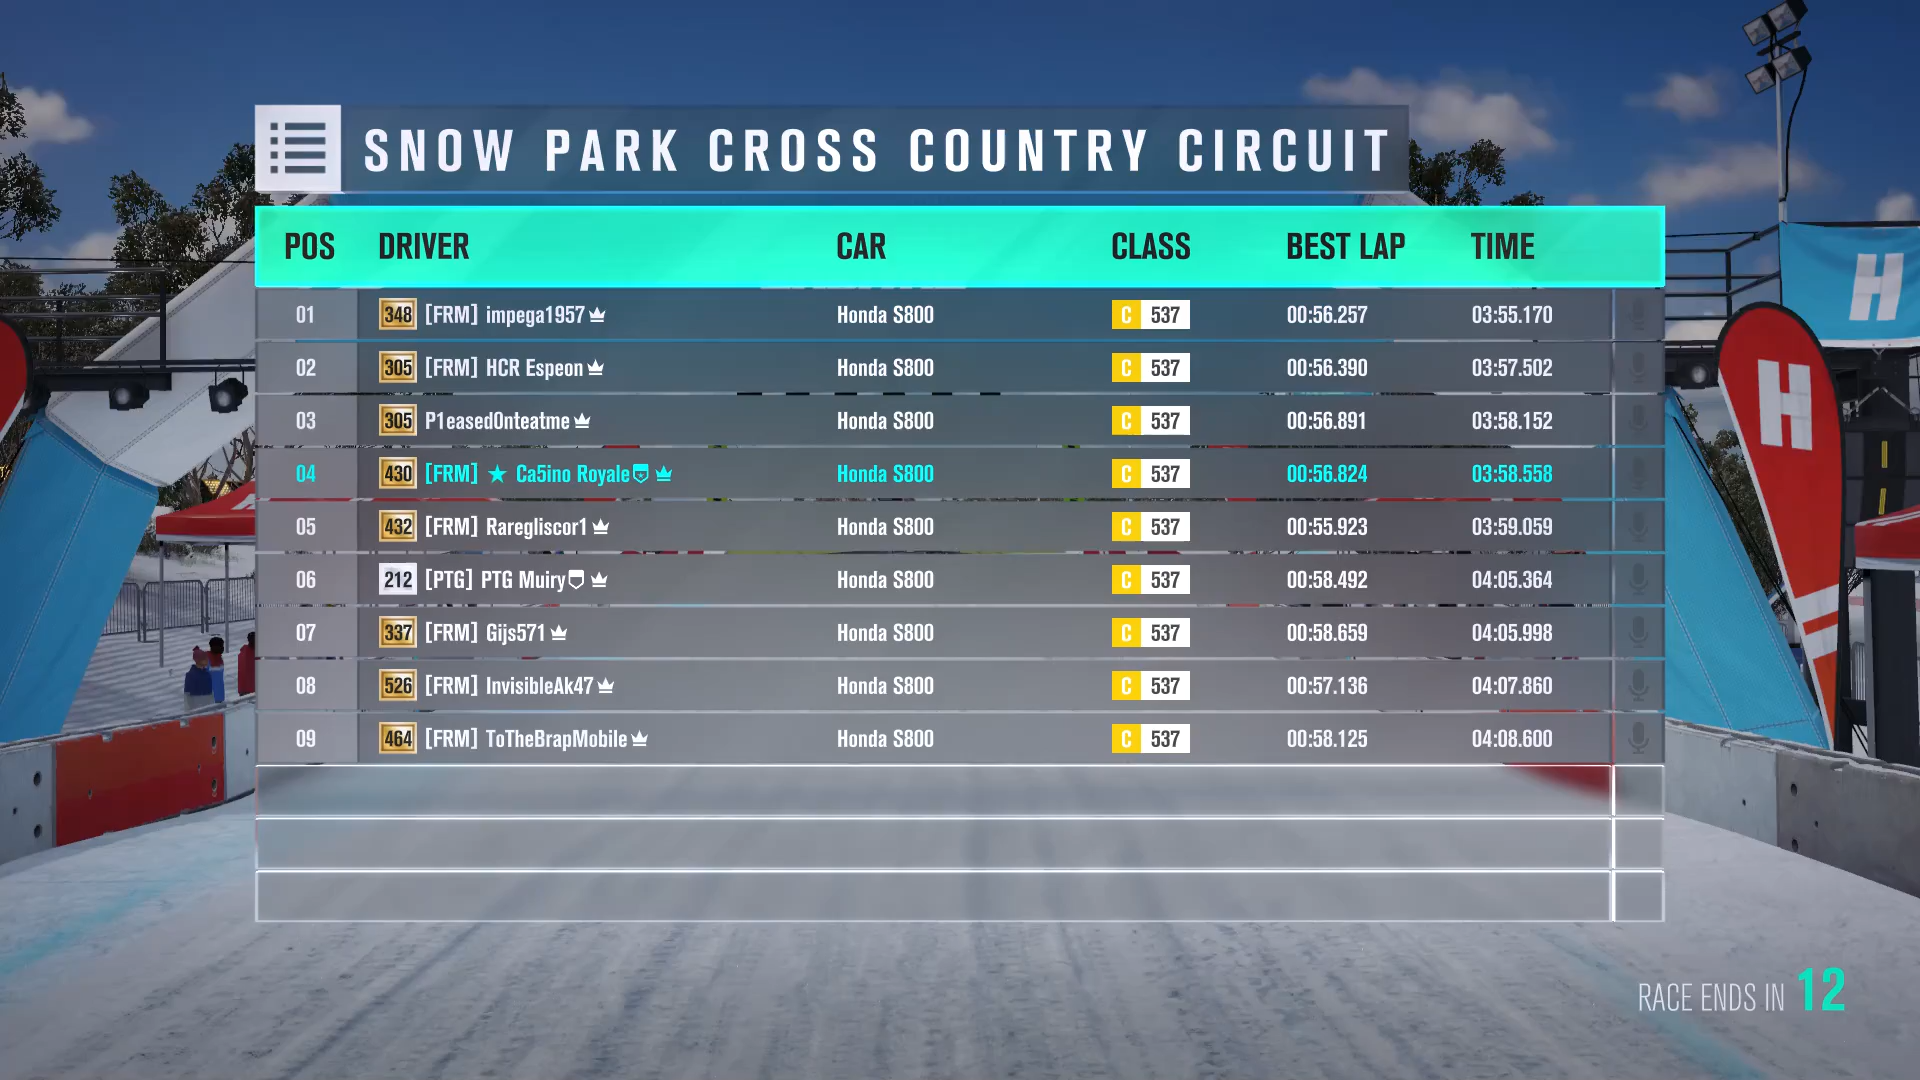 SNOW PARK CROSS COUNTRY CIRCUIT
POS DRIVER CAR CLASS BEST LAP TIME
01 348 [FRM] impega1957 Honda S800 C 537 00:56.257 03:55.170
02 305 [FRM] HCR Espeon Honda S800 C 537 00:56.390 03:57.502
03 305 P1eased0nteatme Honda S800 C 537 00:56.891 03:58.152
04 430 [FRM] ★ Ca5ino Royale Honda S800 C 537 00:56.824 03:58.558
05 432 [FRM] Raregliscor1 Honda S800 C 537 00:55.923 03:59.059
06 212 [PTG] PTG Muiry Honda S800 C 537 00:58.492 04:05.364
07 337 [FRM] Gijs571 Honda S800 C 537 00:58.659 04:05.998
08 526 [FRM] InvisibleAk47 Honda S800 C 537 00:57.136 04:07.860
09 464 [FRM] ToTheBrapMobile Honda S800 C 537 00:58.125 04:08.600
RACE ENDS IN 12
H
H